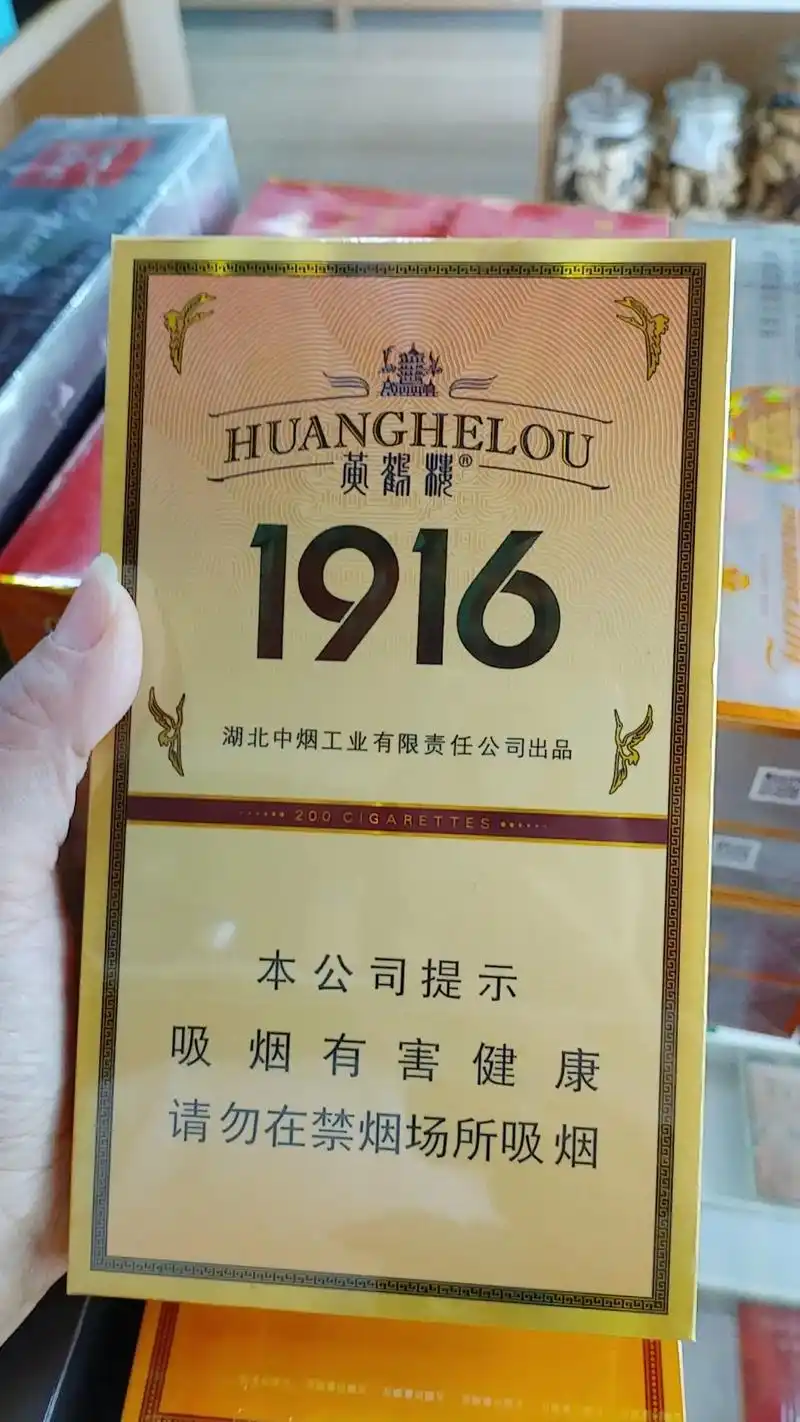 HUANGHELOU
黄鹤楼®
1916
湖北中烟工业有限责任公司出品
200 CIGARETTES
本公司提示
吸烟有害健康
请勿在禁烟场所吸烟